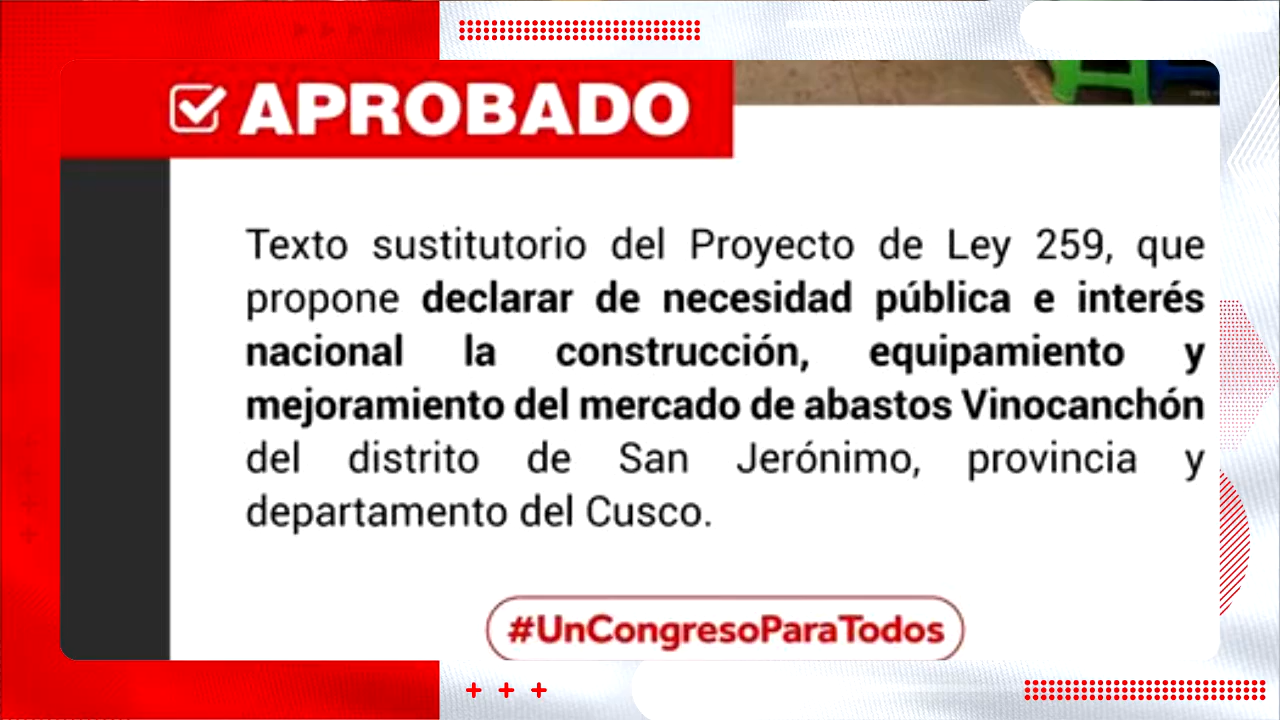 APROBADO
Texto sustitutorio del Proyecto de Ley 259, que
propone declarar de necesidad pública e interés
nacional la construcción, equipamiento y
mejoramiento del mercado de abastos Vinocanchón
del distrito de San Jerónimo, provincia y
departamento del Cusco.
#UnCongresoParaTodos